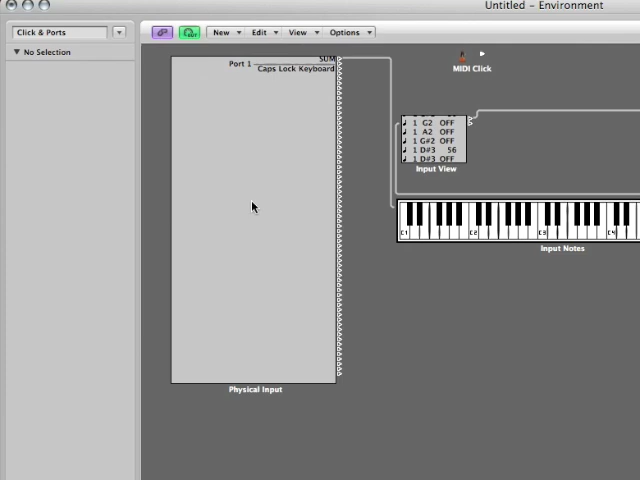 Untitled – Environment
Click & Ports
New
Edit
View
Options
No Selection
SUM
Port 1
Caps Lock Keyboard
MIDI Click
1 G2 OFF
1 A2 OFF
1 G#2 OFF
1 D#3 56
1 D#3 OFF
Input View
C1
C2
C3
C4
Input Notes
Physical Input